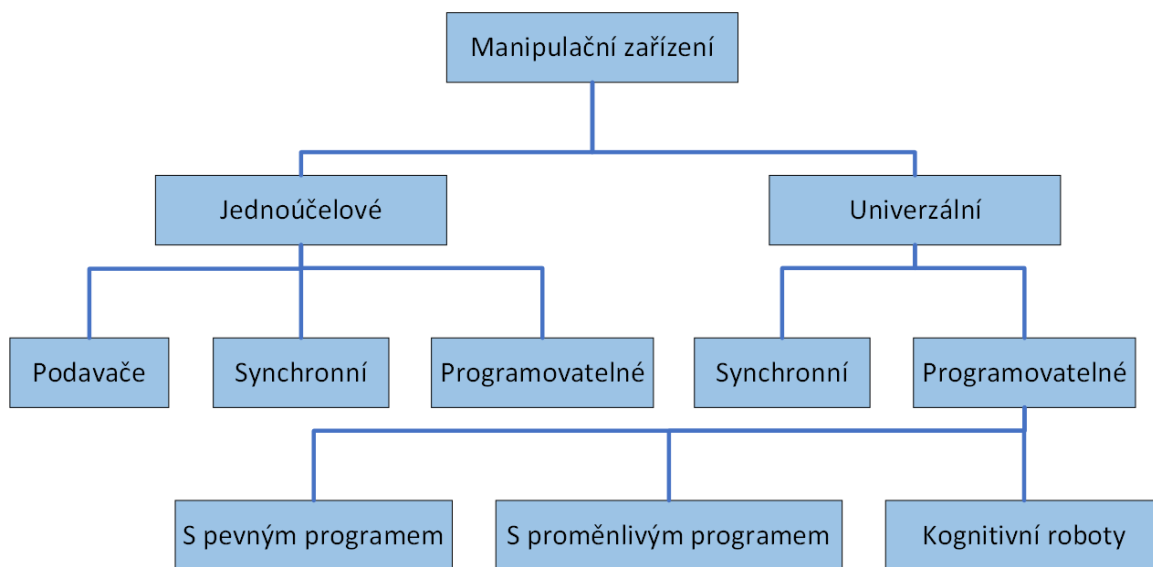 Manipulační zařízení
Jednoúčelové
Univerzální
Podavače
Synchronní
Programovatelné
Synchronní
Programovatelné
S pevným programem
S proměnlivým programem
Kognitivní roboty